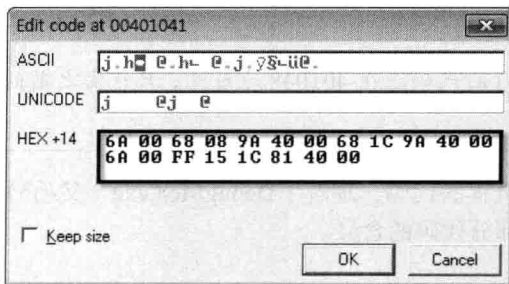 Edit code at 00401041
ASCII
UNICODE
HEX +14
6A 00 68 08 9A 40 00 68 1C 9A 40 00
6A 00 FF 15 1C 81 40 00
Keep size
OK
Cancel